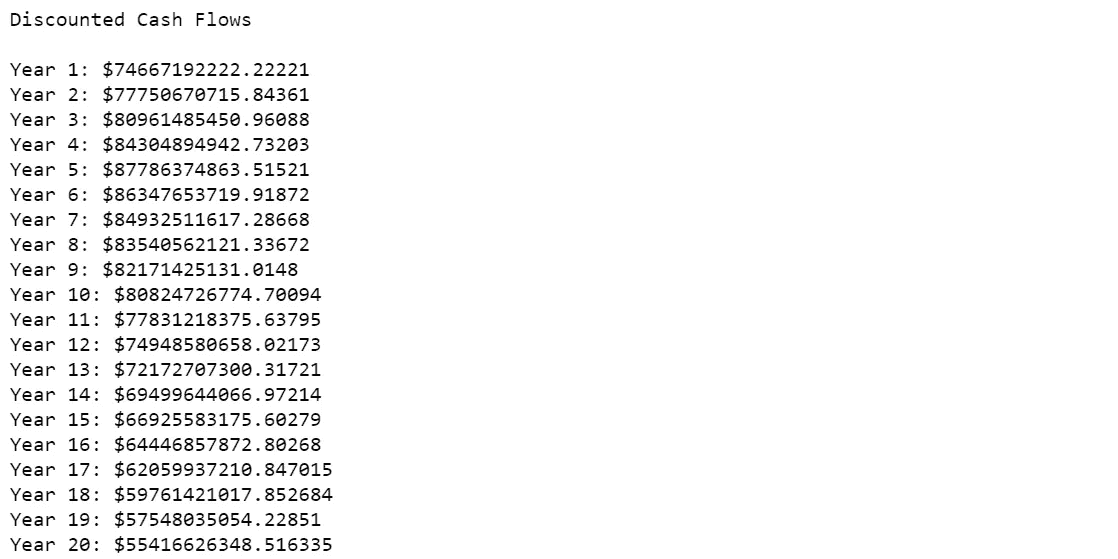 Discounted Cash Flows
Year 1: $74667192222.22221
Year 2: $77750670715.84361
Year 3: $80961485450.96088
Year 4: $84304894942.73203
Year 5: $87786374863.51521
Year 6: $86347653719.91872
Year 7: $84932511617.28668
Year 8: $83540562121.33672
Year 9: $82171425131.0148
Year 10: $80824726774.70094
Year 11: $77831218375.63795
Year 12: $74948580658.02173
Year 13: $72172707300.31721
Year 14: $69499644066.97214
Year 15: $66925583175.60279
Year 16: $64446857872.80268
Year 17: $62059937210.847015
Year 18: $59761421017.852684
Year 19: $57548035054.22851
Year 20: $55416626348.516335